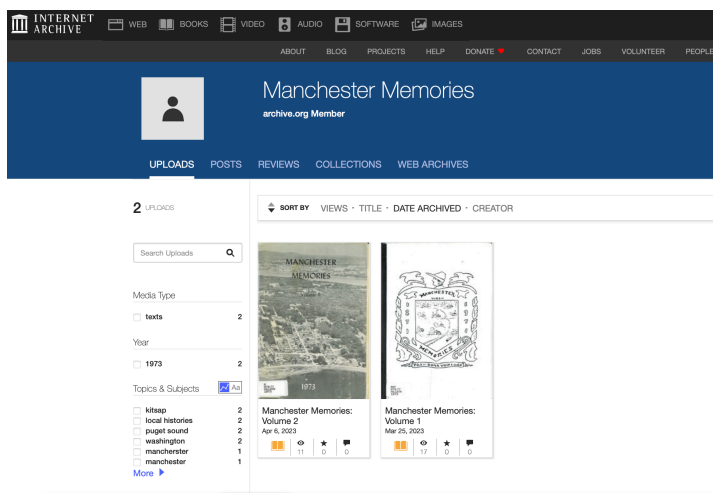 INTERNET ARCHIVE WEB BOOKS VIDEO AUDIO SOFTWARE IMAGES
ABOUT BLOG PROJECTS HELP DONATE CONTACT JOBS VOLUNTEER PEOPLE
Manchester Memories
archive.org Member
UPLOADS POSTS REVIEWS COLLECTIONS WEB ARCHIVES
2 UPLOADS
SORT BY VIEWS · TITLE · DATE ARCHIVED · CREATOR
Search Uploads
Media Type
texts 2
Year
1973 2
Topics & Subjects Aa
kitsap 2
local histories 2
puget sound 2
washington 2
mancherster 1
manchester 1
More
MANCHESTER
MEMORIES
1973
Manchester Memories:
Volume 2
Apr 6, 2023
11 0 0
MANCHESTER
MEMORIES
Manchester Memories:
Volume 1
Mar 25, 2023
17 0 0